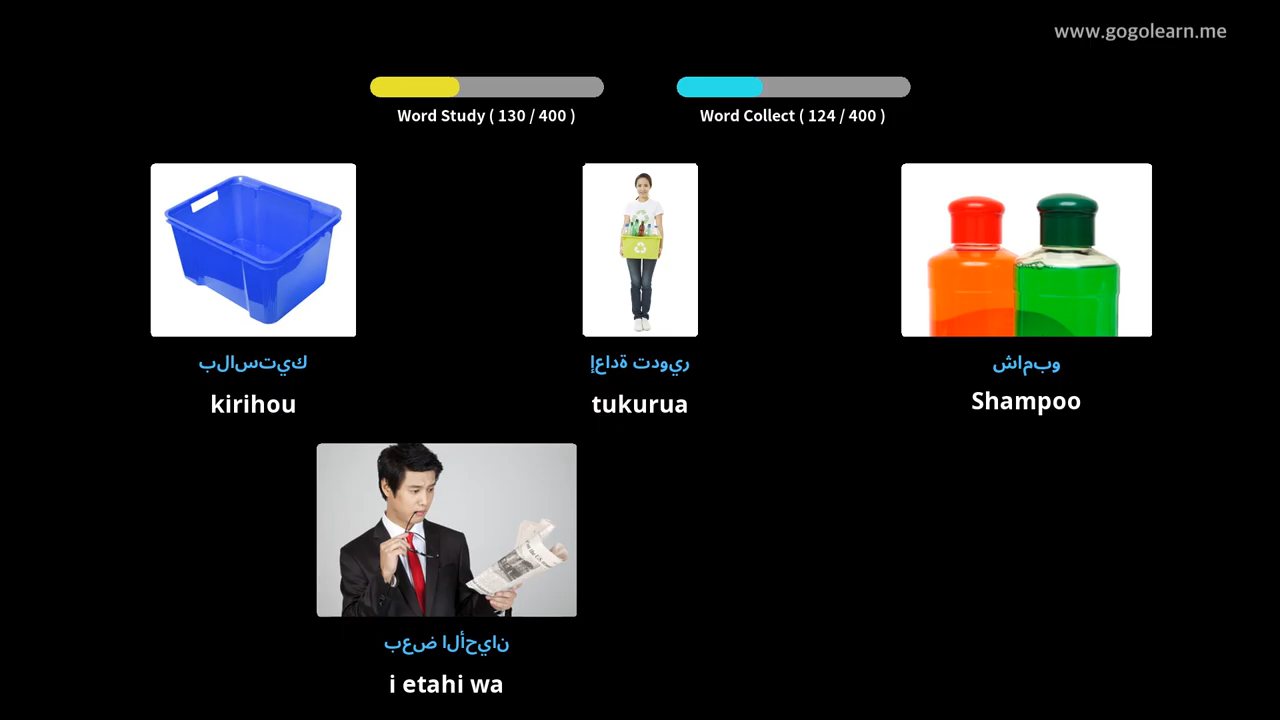 www.gogolearn.me
Word Study ( 130 / 400 )
Word Collect ( 124 / 400 )
بلاستيك
إعادة تدوير
شامبو
kirihou
tukurua
Shampoo
بعض الأحيان
i etahi wa